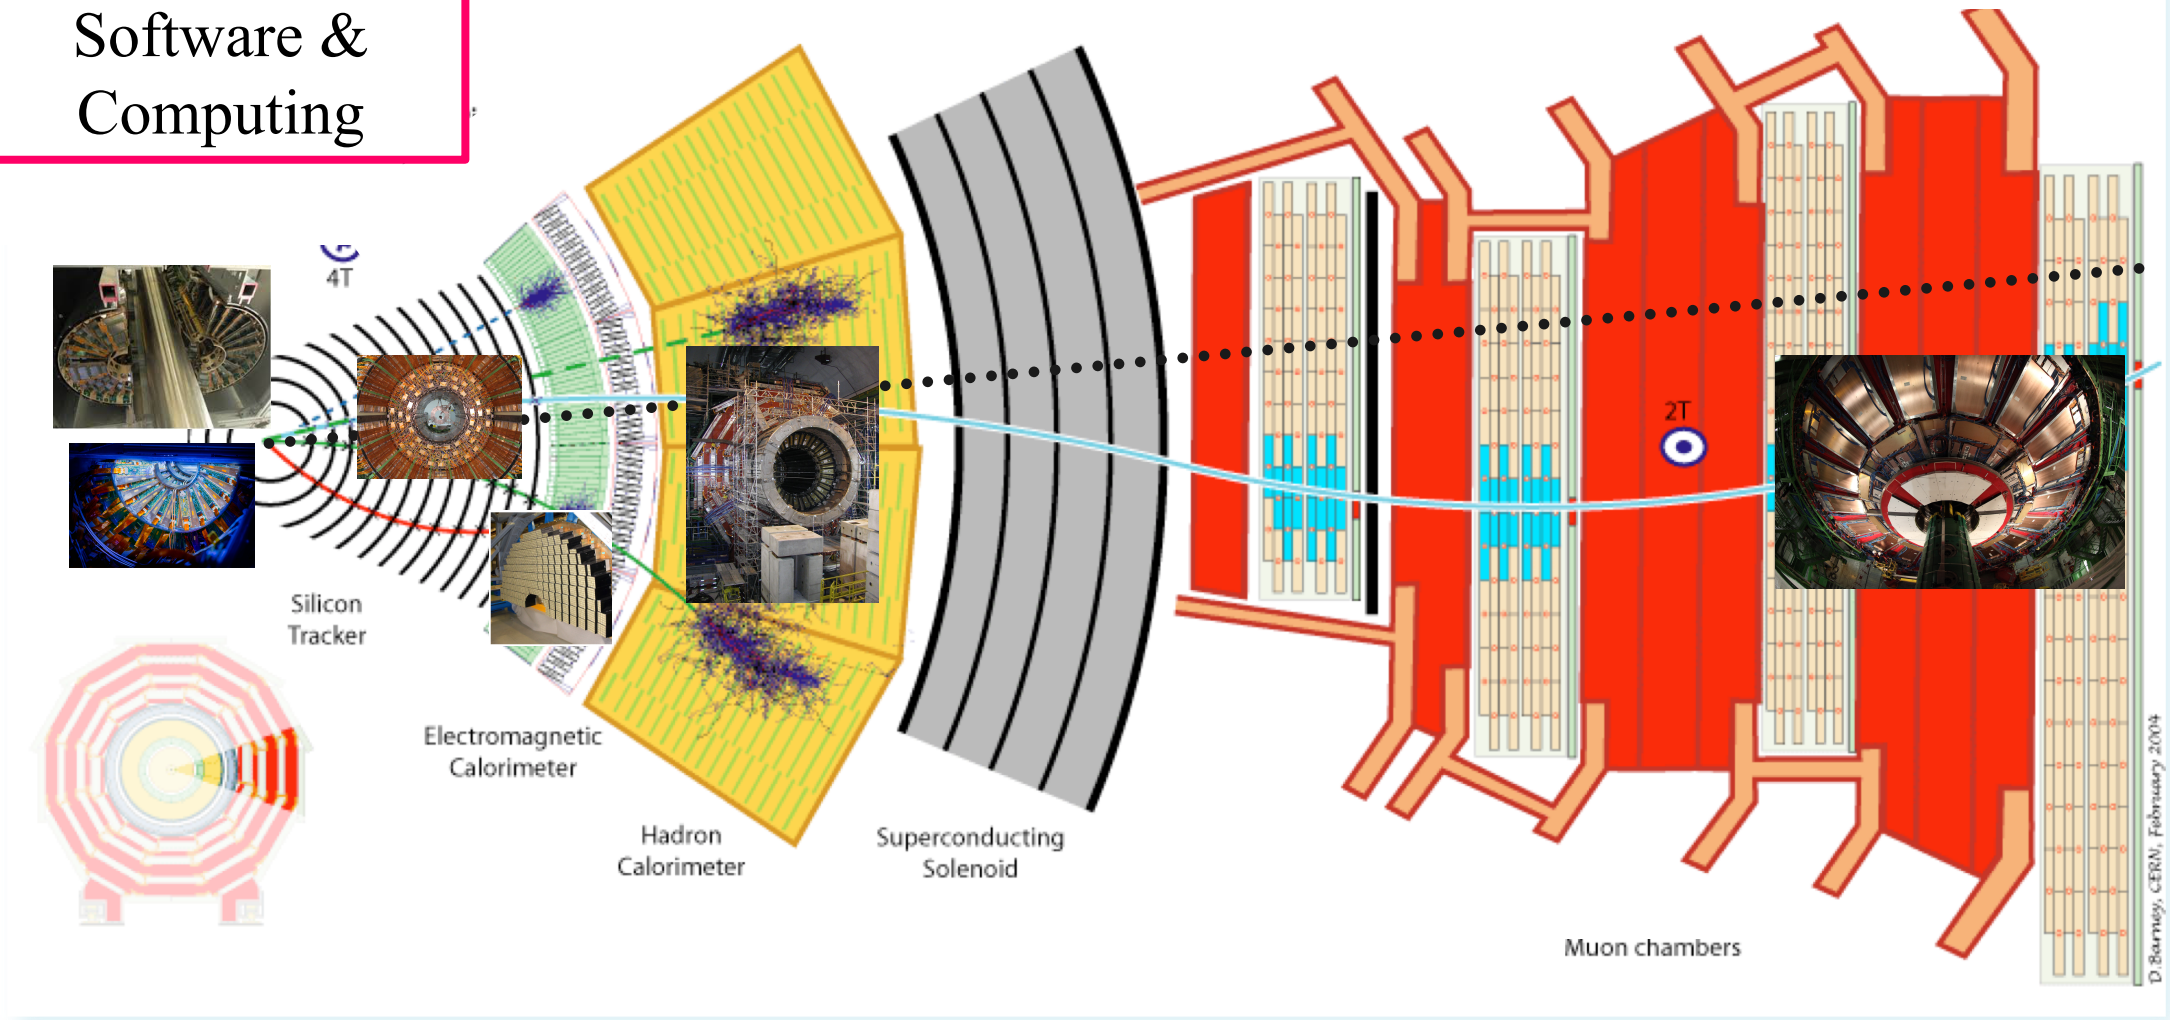 Software &
Computing
4T
2T
Silicon
Tracker
Electromagnetic
Calorimeter
Hadron
Calorimeter
Superconducting
Solenoid
Muon chambers
D.Barney, CERN, February 2004